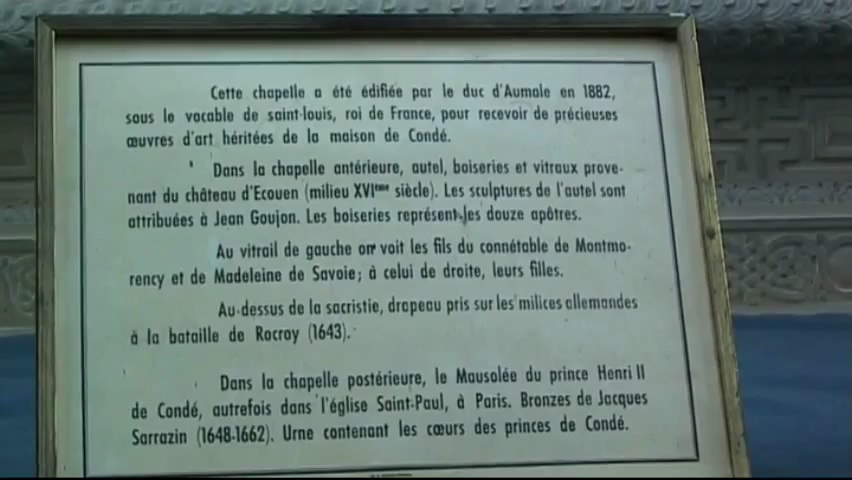 Cette chapelle a été édifiée par le duc d'Aumale en 1882,
sous le vocable de saint-louis, roi de France, pour recevoir de précieuses
œuvres d'art héritées de la maison de Condé.
Dans la chapelle antérieure, autel, boiseries et vitraux prove-
nant du château d'Ecouen (milieu XVIème siècle). Les sculptures de l'autel sont
attribuées à Jean Goujon. Les boiseries représent les douze apôtres.
Au vitrail de gauche on voit les fils du connétable de Montmo-
rency et de Madeleine de Savoie; à celui de droite, leurs filles.
Au-dessus de la sacristie, drapeau pris sur les milices allemandes
à la bataille de Rocroy (1643).
Dans la chapelle postérieure, le Mausolée du prince Henri II
de Condé, autrefois dans l'église Saint-Paul, à Paris. Bronzes de Jacques
Sarrazin (1648-1662). Urne contenant les cœurs des princes de Condé.